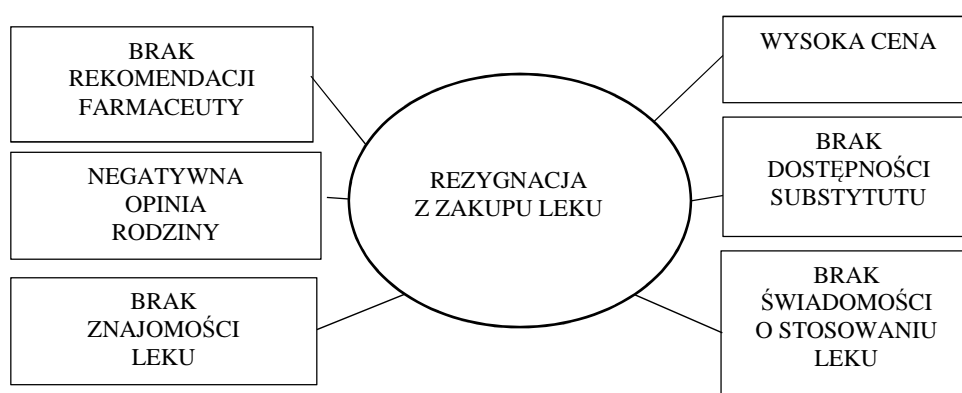 BRAK
REKOMENDACJI
FARMACEUTY
NEGATYWNA
OPINIA
RODZINY
BRAK
ZNAJOMOŚCI
LEKU
REZYGNACJA
Z ZAKUPU LEKU
WYSOKA CENA
BRAK
DOSTĘPNOŚCI
SUBSTYTUTU
BRAK
ŚWIADOMOŚCI
O STOSOWANIU
LEKU